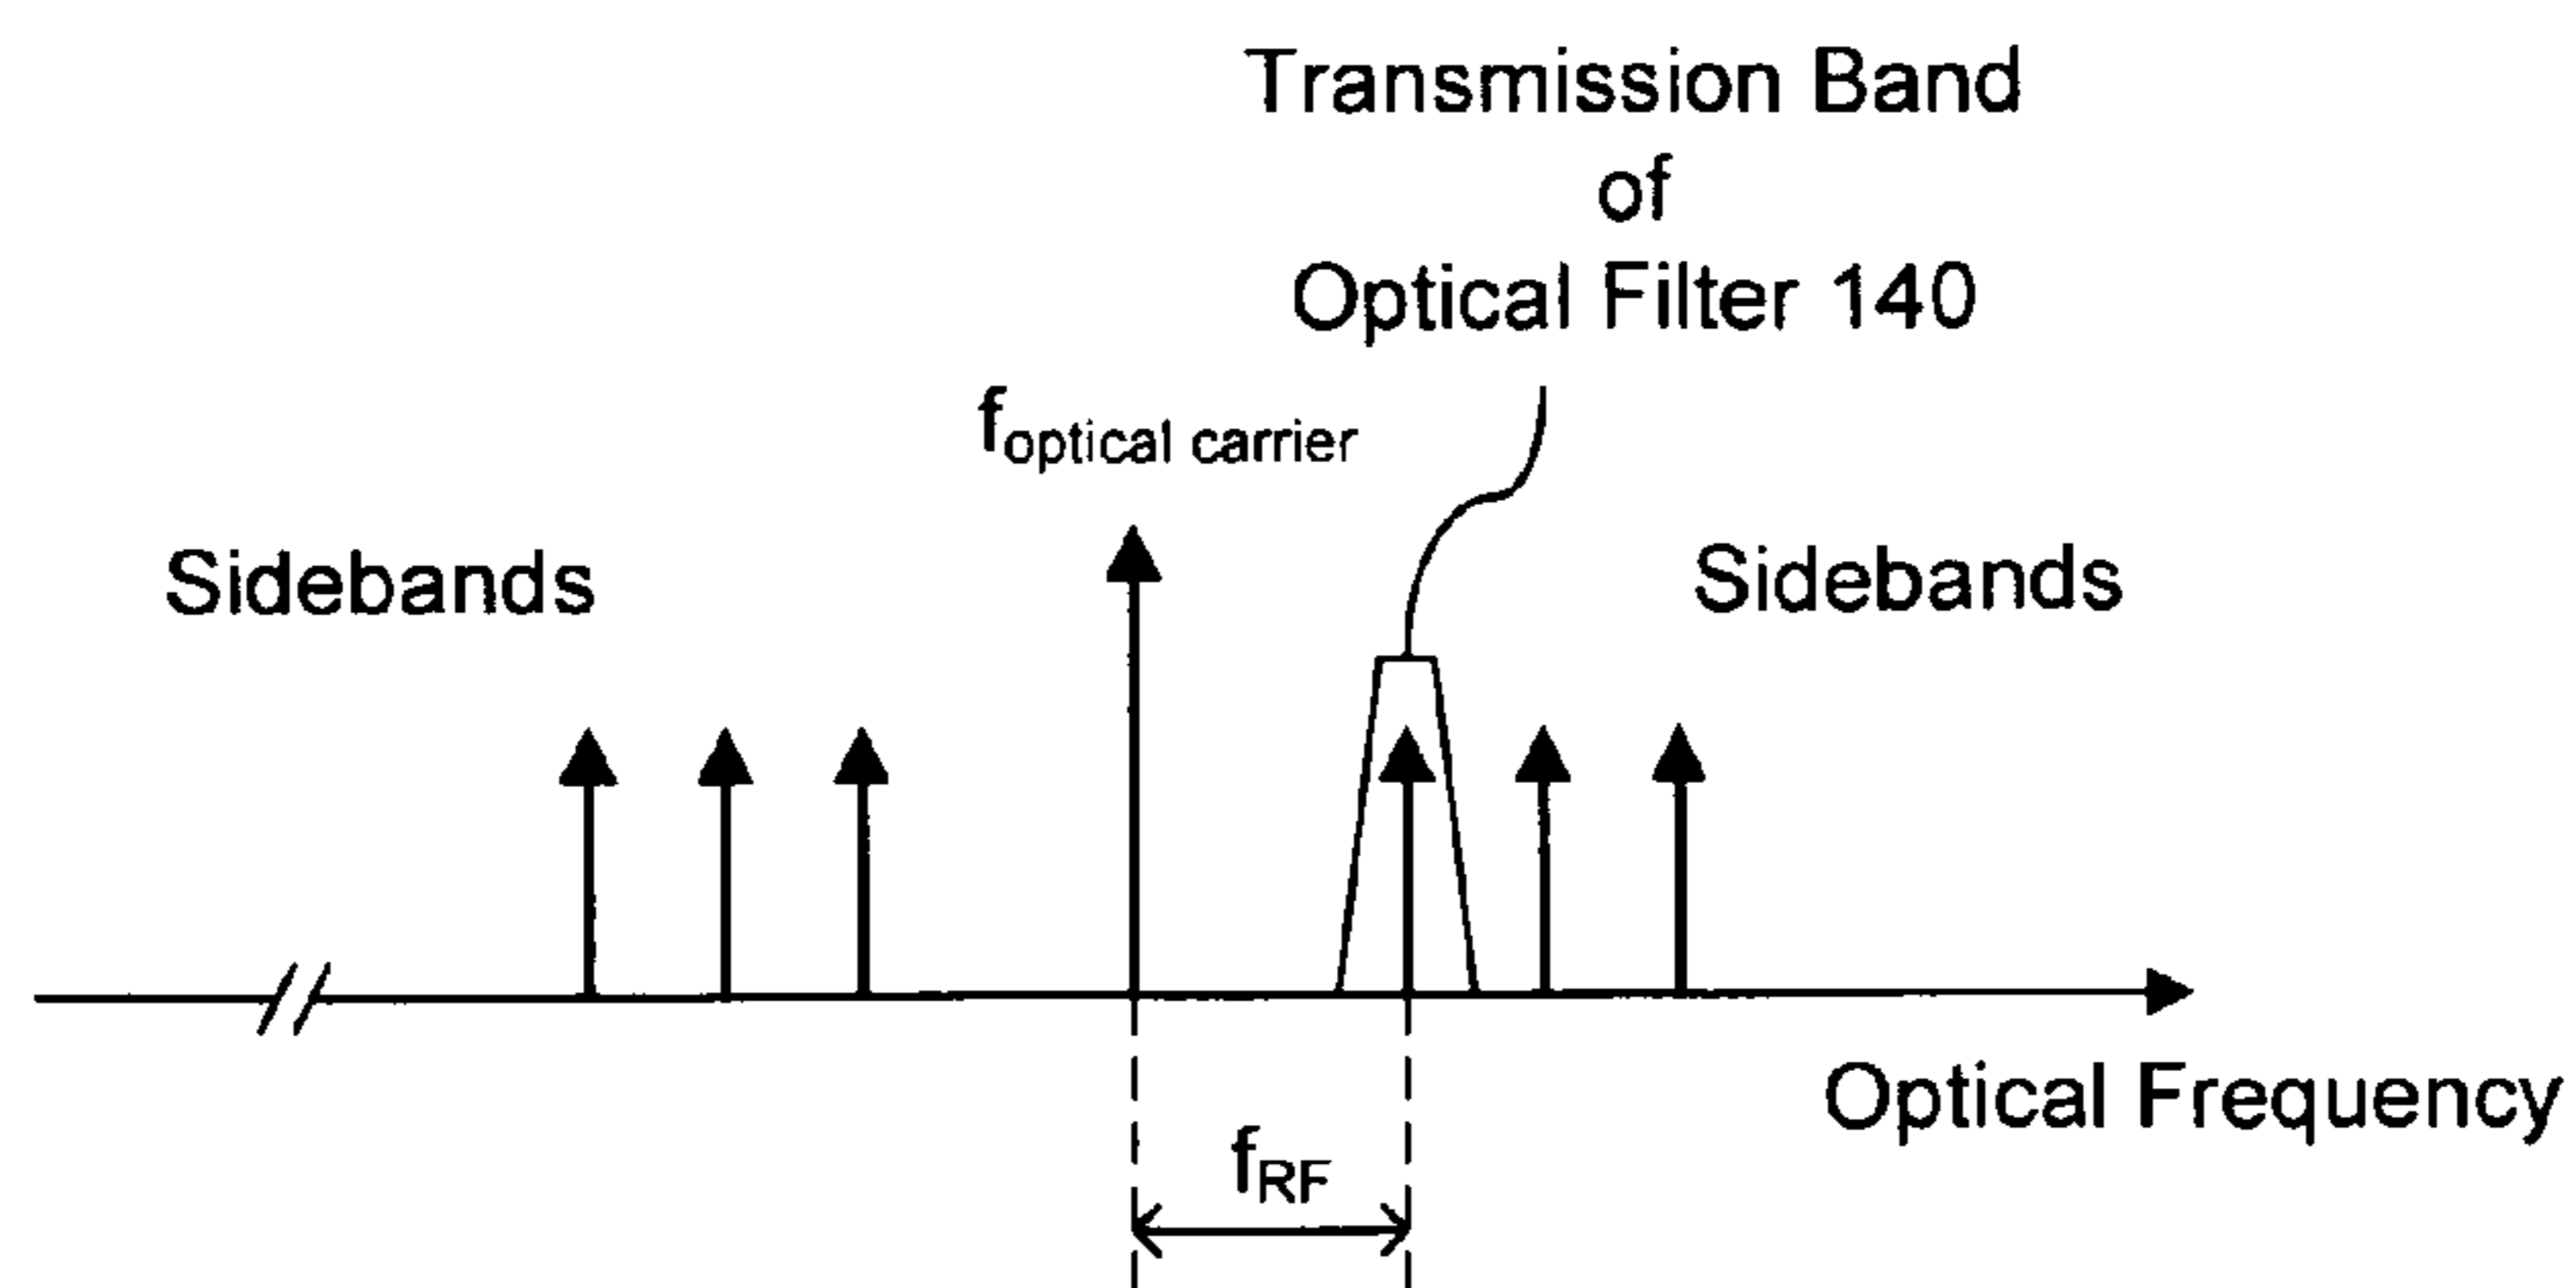 Transmission Band
of
Optical Filter 140
foptical carrier
Sidebands
Sidebands
Optical Frequency
fRF